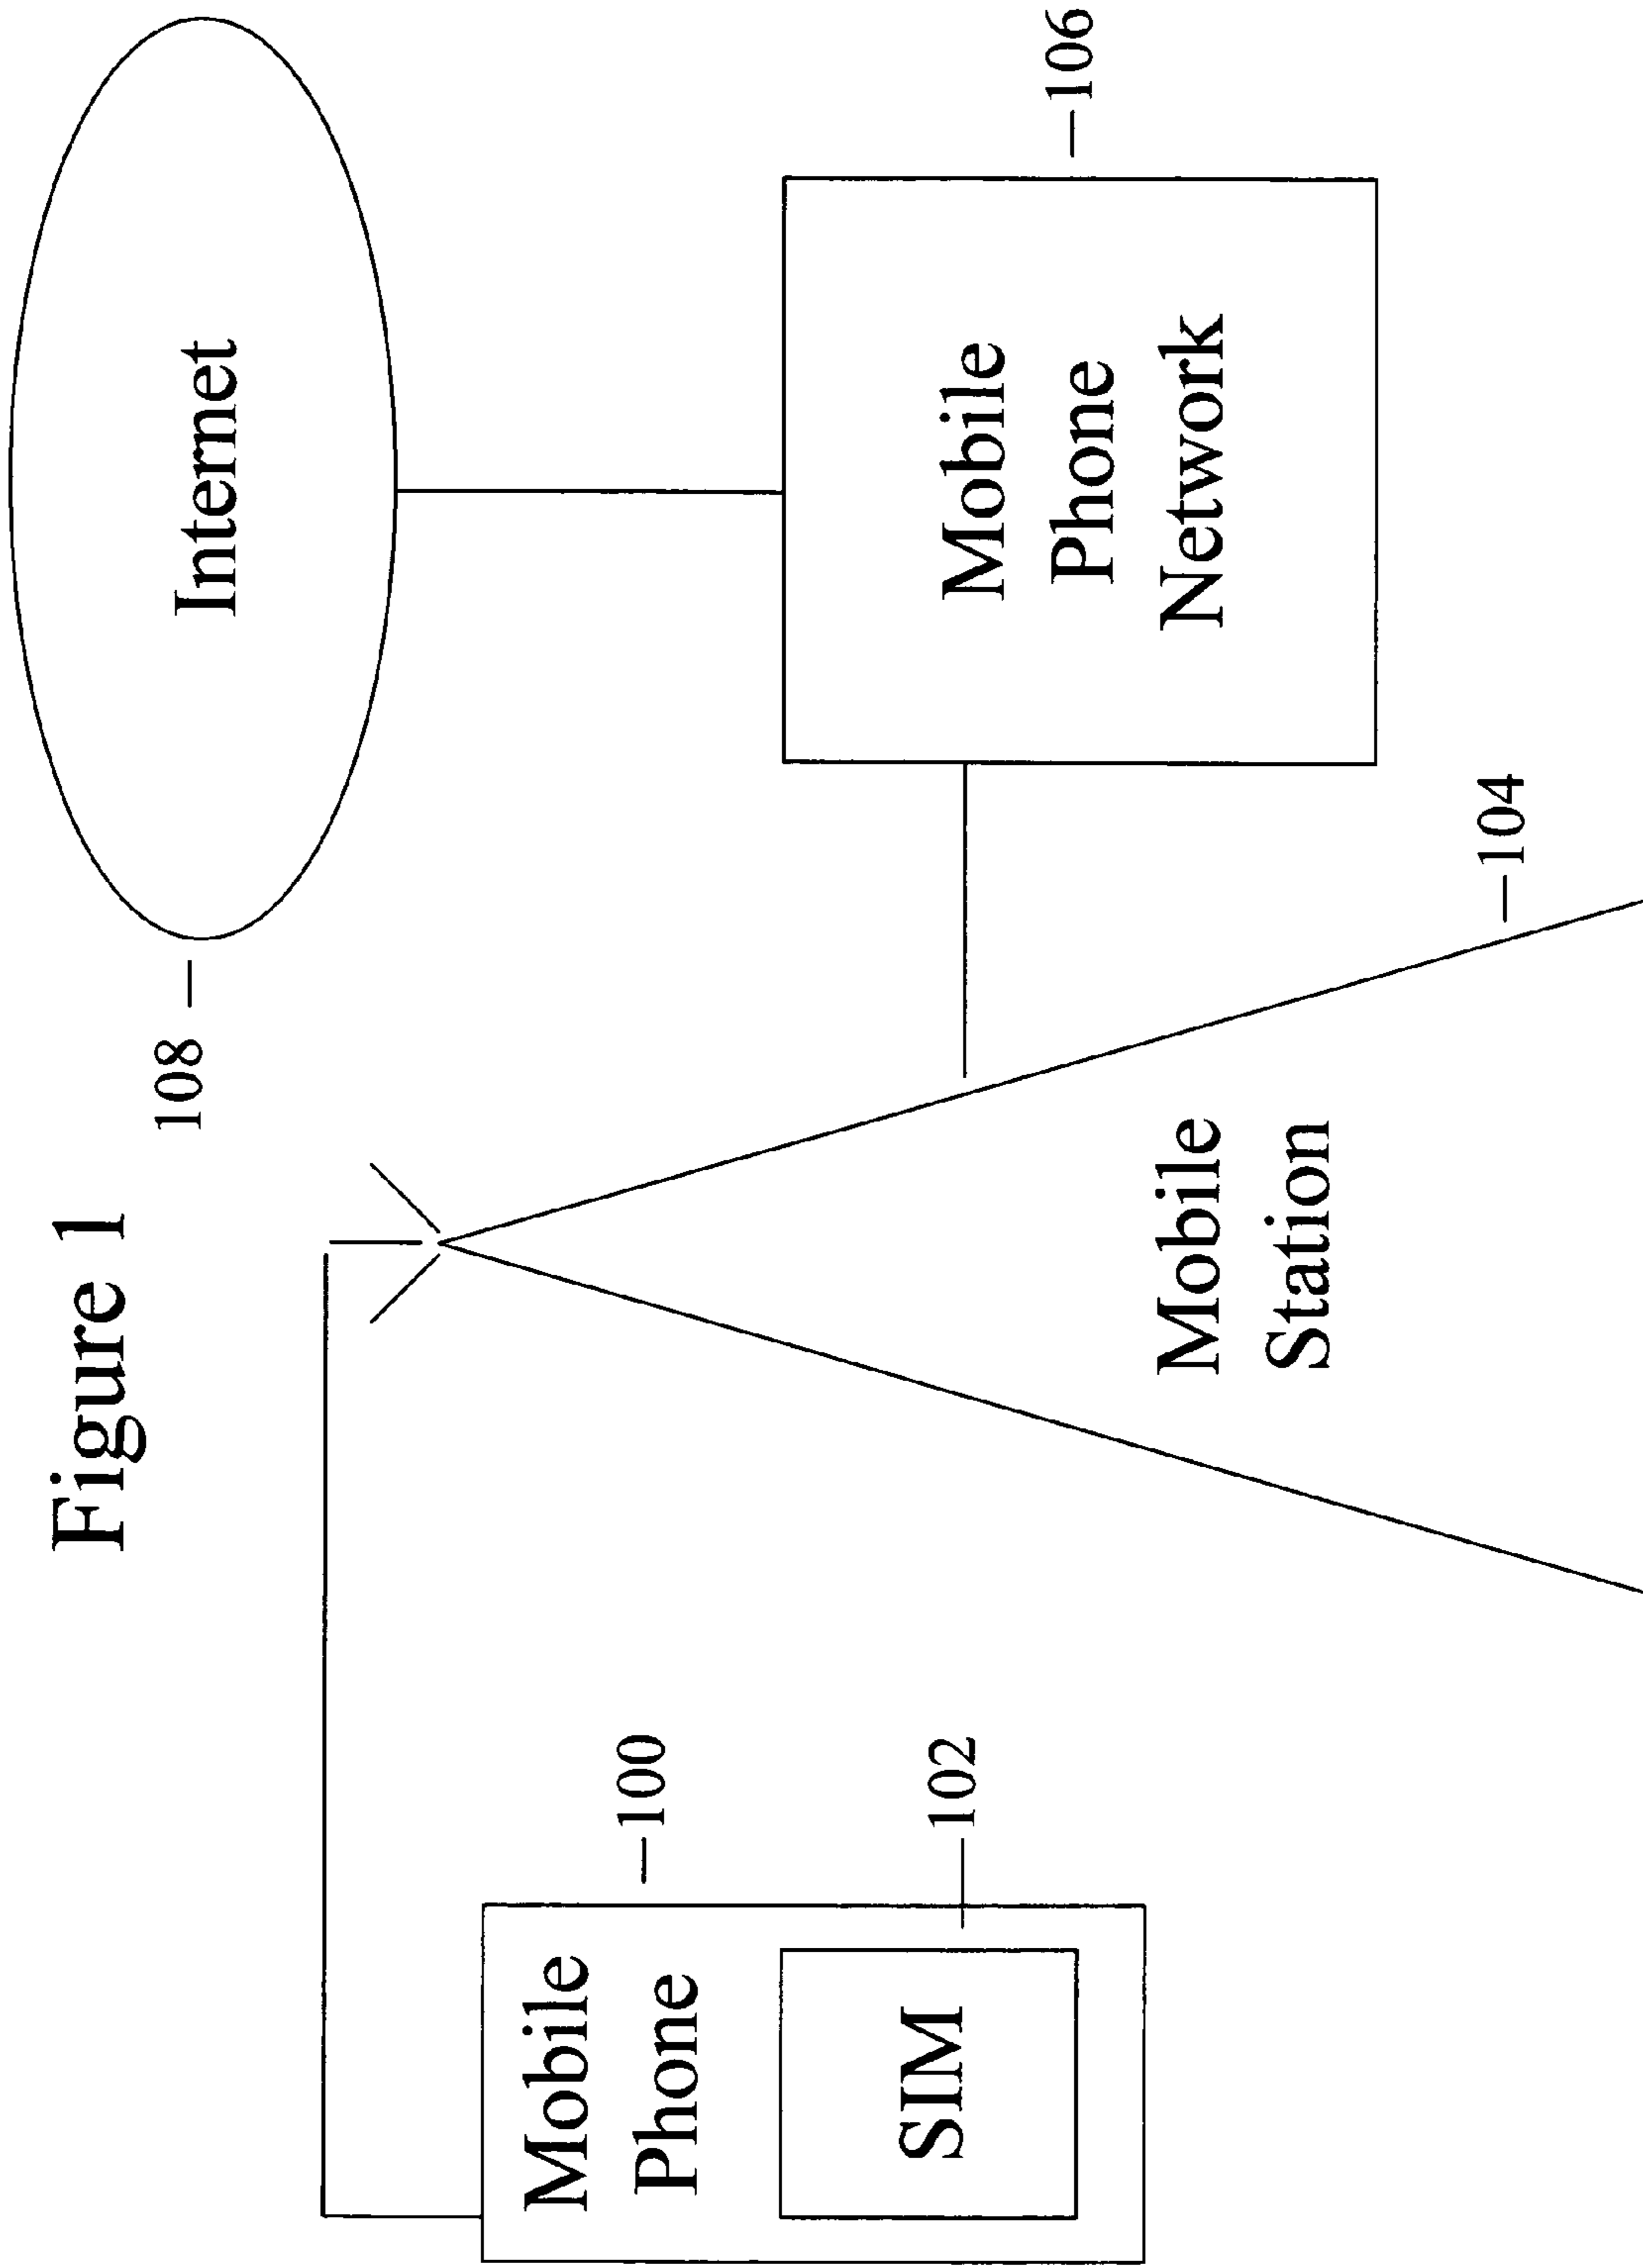 Figure 1
108
Internet
Mobile
Phone
100
SIM
102
Mobile
Station
104
Mobile
Phone
Network
106